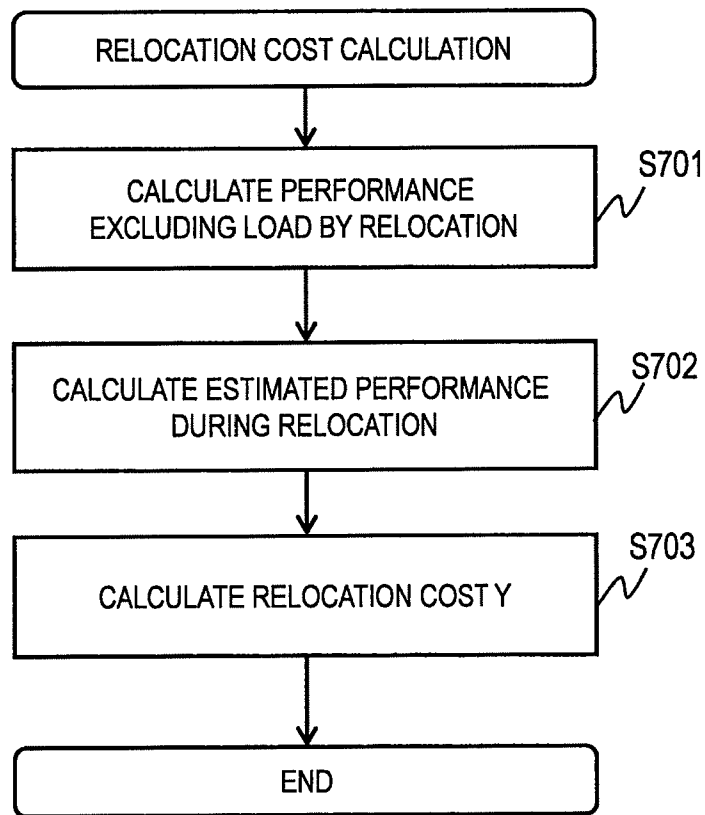 RELOCATION COST CALCULATION
S701
CALCULATE PERFORMANCE
EXCLUDING LOAD BY RELOCATION
S702
CALCULATE ESTIMATED PERFORMANCE
DURING RELOCATION
S703
CALCULATE RELOCATION COST Y
END